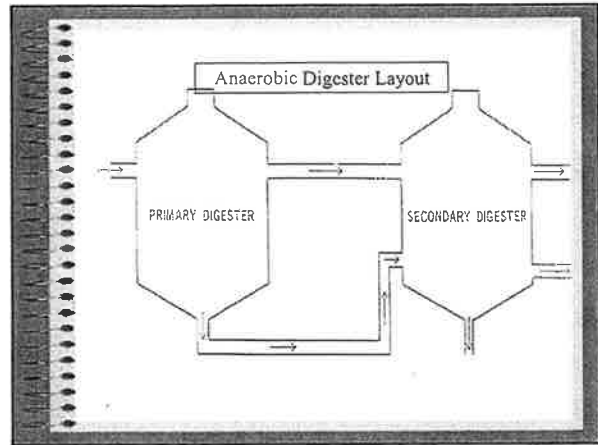 Anaerobic Digester Layout
PRIMARY DIGESTER
SECONDARY DIGESTER